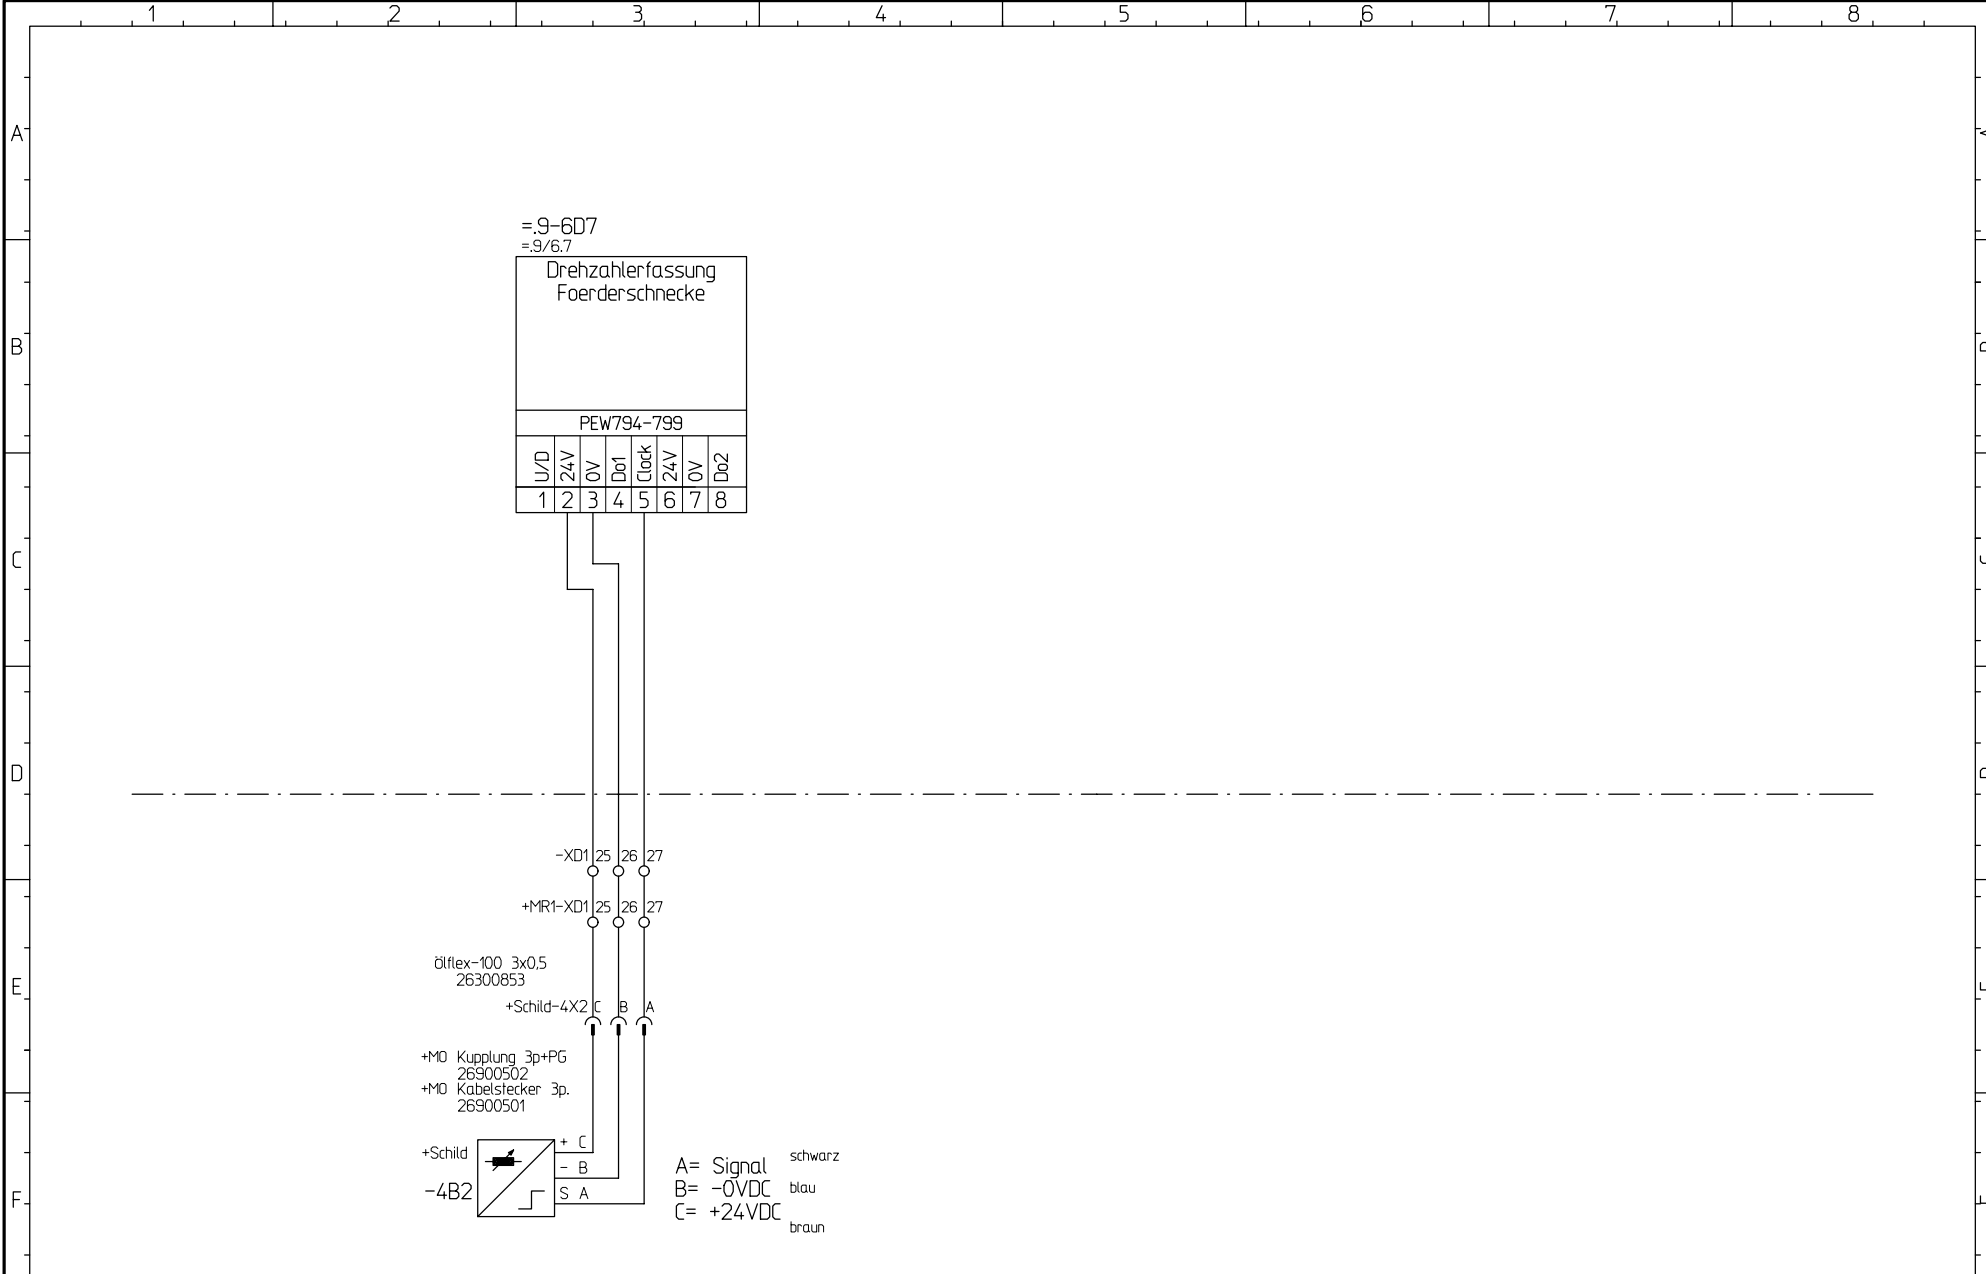 1 2 3 4 5 6 7 8
A
=.9-6D7
=.9/6.7
Drehzahlerfassung
Foerderschnecke
B
PEW794-799
U/D 24V 0V Do1 Clock 24V 0V Do2
1 2 3 4 5 6 7 8
C
D
-XD1 25 26 27
+MR1-XD1 25 26 27
ölflex-100 3x0,5
26300853
E
+Schild-4X2 C B A
+M0 Kupplung 3p+PG
26900502
+M0 Kabelstecker 3p.
26900501
+ C
+Schild
- B
-4B2
S A
F
A= Signal schwarz
B= -0VDC blau
C= +24VDC braun